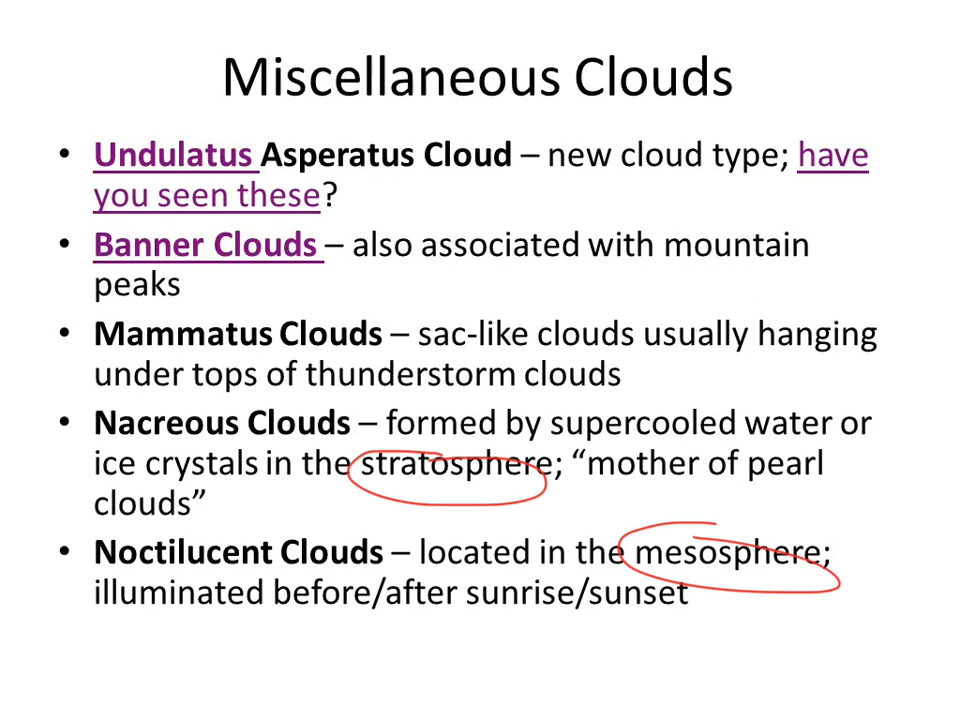 Miscellaneous Clouds
• Undulatus Asperatus Cloud – new cloud type; have
you seen these?
• Banner Clouds – also associated with mountain
peaks
• Mammatus Clouds – sac-like clouds usually hanging
under tops of thunderstorm clouds
• Nacreous Clouds – formed by supercooled water or
ice crystals in the stratosphere; “mother of pearl
clouds”
• Noctilucent Clouds – located in the mesosphere;
illuminated before/after sunrise/sunset